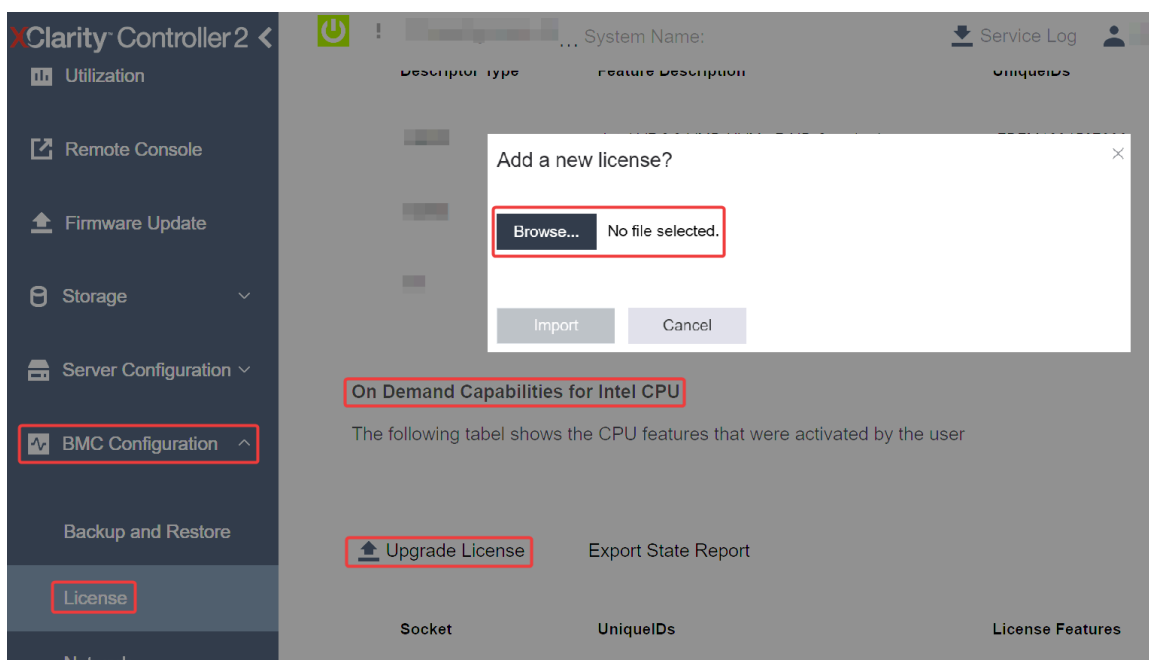 XClarity Controller 2
System Name:
Service Log
Utilization
Descriptor Type Feature Description UniqueIDs
Remote Console
Add a new license?
Firmware Update
Browse... No file selected.
Storage
Import Cancel
Server Configuration
On Demand Capabilities for Intel CPU
BMC Configuration
The following tabel shows the CPU features that were activated by the user
Backup and Restore
Upgrade License Export State Report
License
Socket UniqueIDs License Features